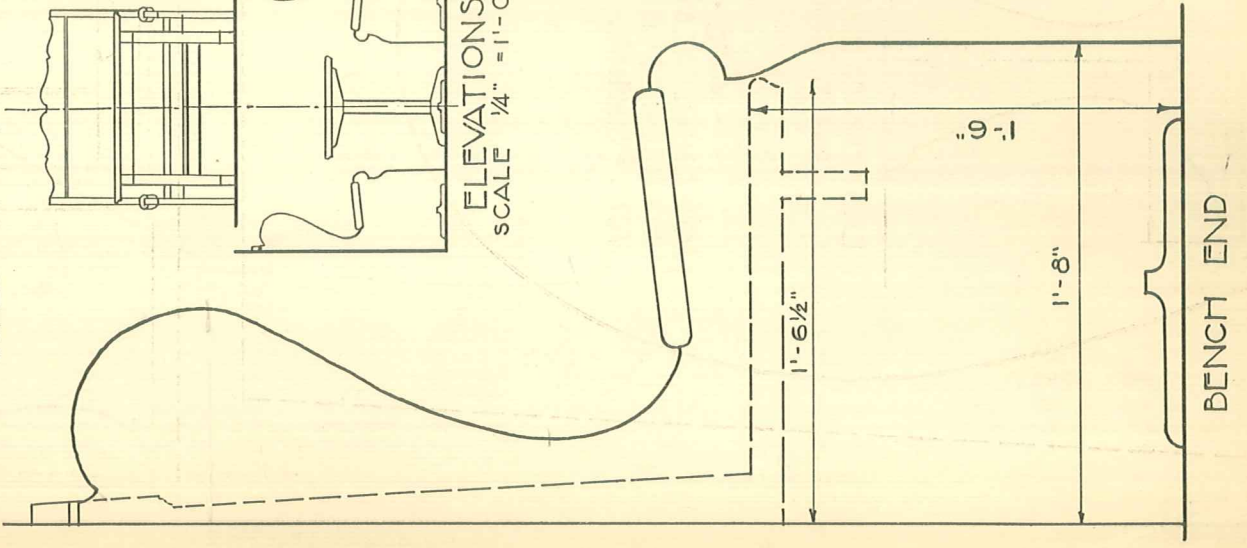 ELEVATIONS
SCALE ¼" = 1'-0
1'-6"
1'-6½"
1'-8"
BENCH END